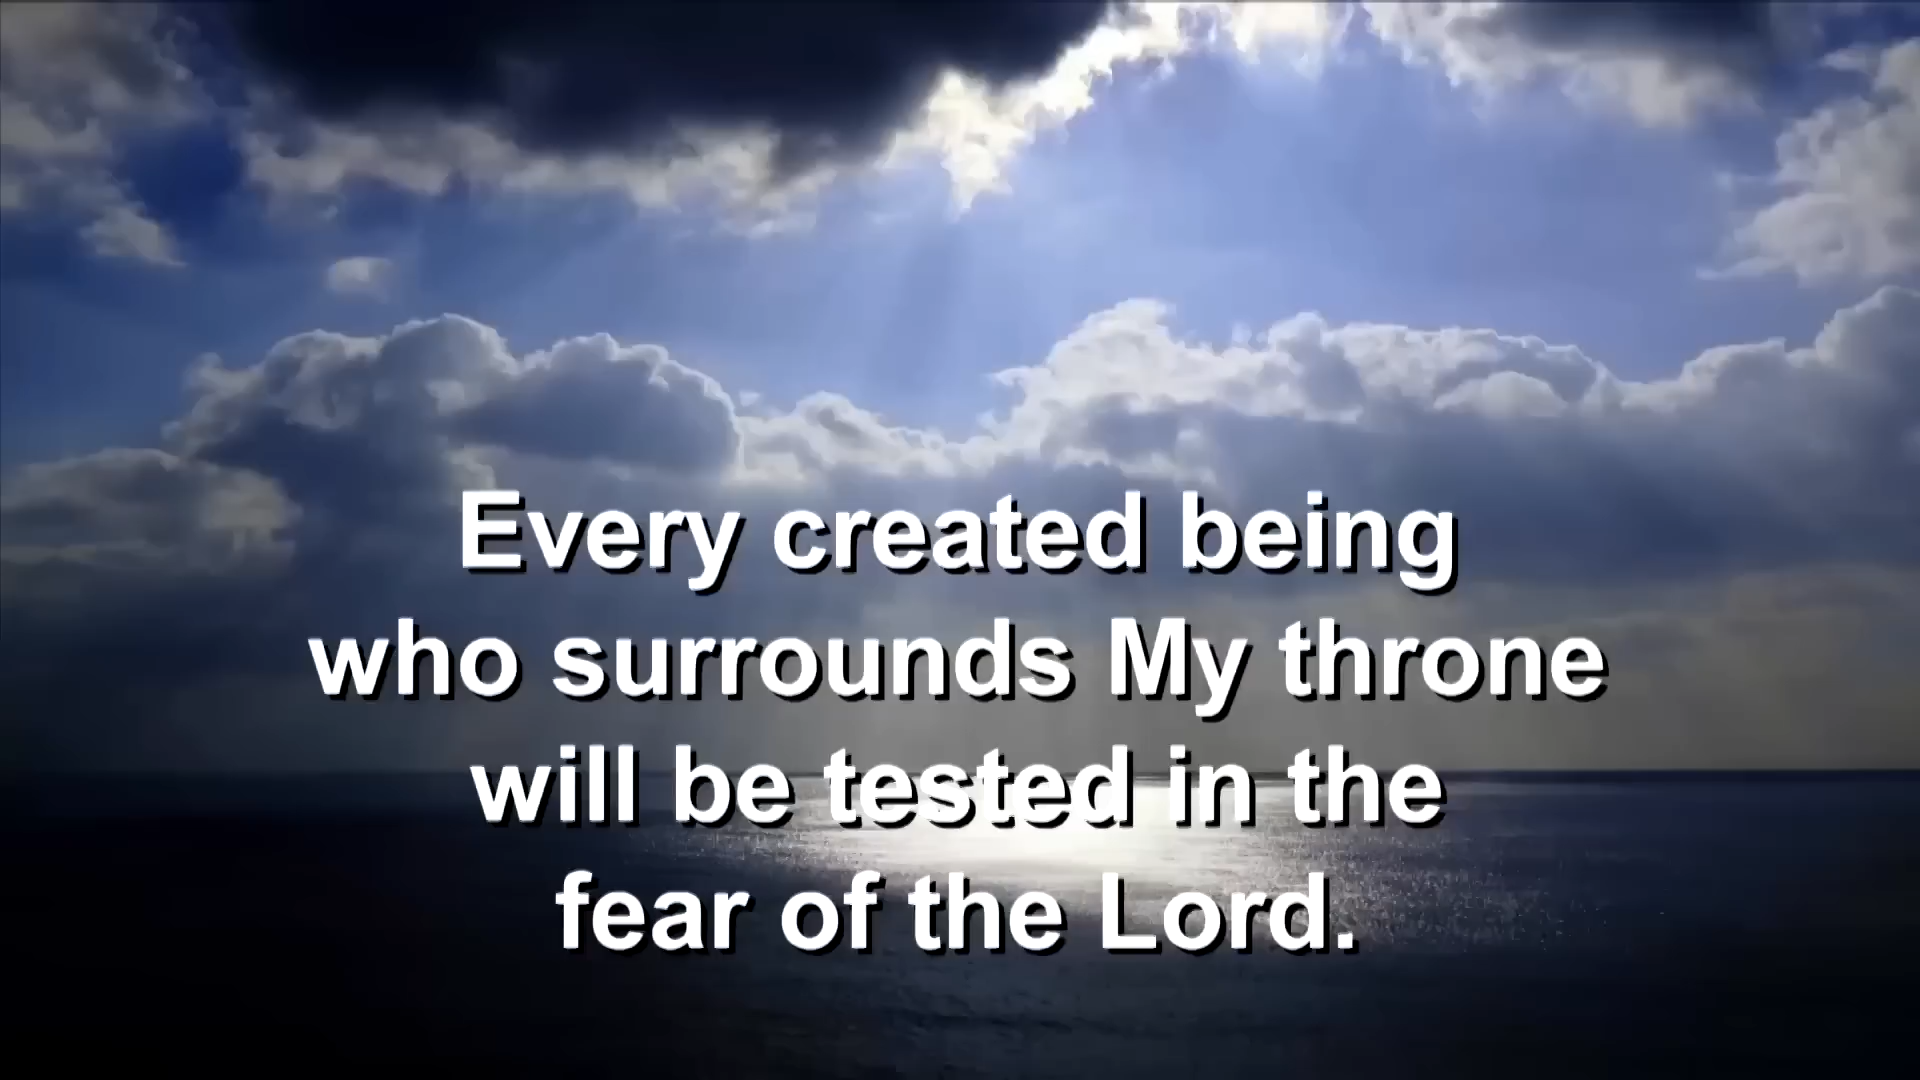 Every created being
who surrounds My throne
will be tested in the
fear of the Lord.